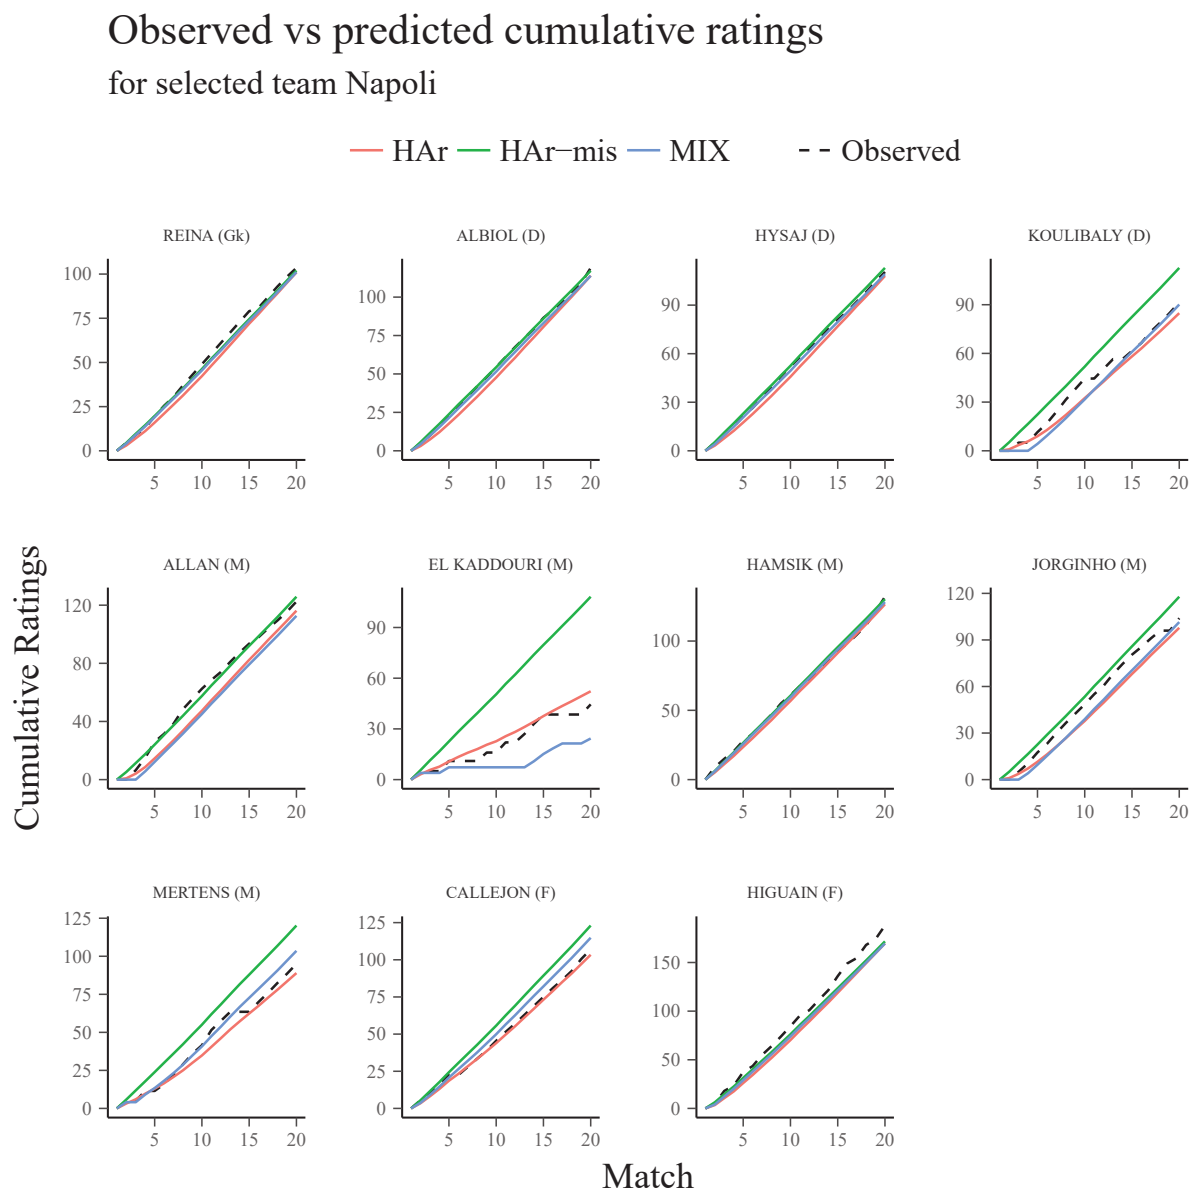 Observed vs predicted cumulative ratings
for selected team Napoli
HAr HAr−mis MIX Observed
REINA (Gk) ALBIOL (D) HYSAJ (D) KOULIBALY (D)
100
75
50
25
0
5 10 15 20
100
75
50
25
0
5 10 15 20
90
60
30
0
5 10 15 20
90
60
30
0
5 10 15 20
Cumulative Ratings
ALLAN (M) EL KADDOURI (M) HAMSIK (M) JORGINHO (M)
120
80
40
0
5 10 15 20
90
60
30
0
5 10 15 20
100
50
0
5 10 15 20
120
90
60
30
0
5 10 15 20
MERTENS (M) CALLEJON (F) HIGUAIN (F)
125
100
75
50
25
0
5 10 15 20
125
100
75
50
25
0
5 10 15 20
150
100
50
0
5 10 15 20
Match